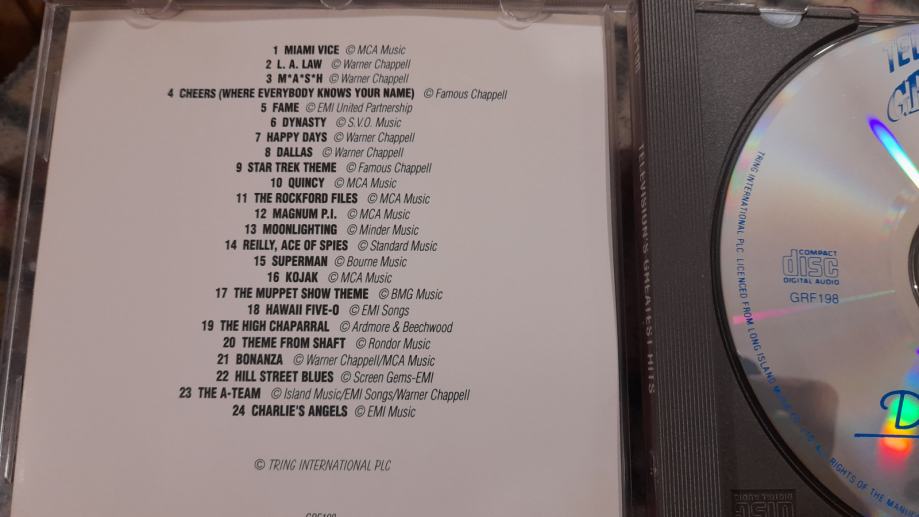 1 MIAMI VICE © MCA Music
2 L.A. LAW © Warner Chappell
3 M*A*S*H © Warner Chappell
4 CHEERS (WHERE EVERYBODY KNOWS YOUR NAME) © Famous Chappell
5 FAME © EMI United Partnership
6 DYNASTY © S.V.O. Music
7 HAPPY DAYS © Warner Chappell
8 DALLAS © Warner Chappell
9 STAR TREK THEME © Famous Chappell
10 QUINCY © MCA Music
11 THE ROCKFORD FILES © MCA Music
12 MAGNUM P.I. © MCA Music
13 MOONLIGHTING © Minder Music
14 REILLY, ACE OF SPIES © Standard Music
15 SUPERMAN © Bourne Music
16 KOJAK © MCA Music
17 THE MUPPET SHOW THEME © BMG Music
18 HAWAII FIVE-O © EMI Songs
19 THE HIGH CHAPARRAL © Ardmore & Beechwood
20 THEME FROM SHAFT © Rondor Music
21 BONANZA © Warner Chappell/MCA Music
22 HILL STREET BLUES © Screen Gems-EMI
23 THE A-TEAM © Island Music/EMI Songs/Warner Chappell
24 CHARLIE'S ANGELS © EMI Music
© TRING INTERNATIONAL PLC
GRF198
TELEVISION'S GREATEST HITS
TEL
COMPACT
disc
DIGITAL AUDIO
GRF198
TRING INTERNATIONAL PLC LICENCED FROM LONG ISLAND MUSIC RIGHTS OF THE
D
DIGITAL AUDIO
disc